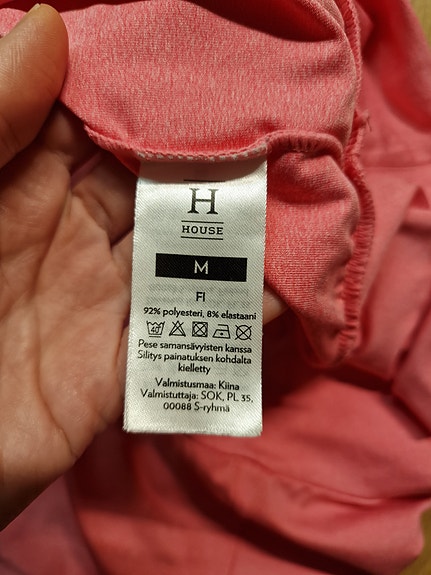 H
HOUSE
M
FI
92% polyesteri, 8% elastaani
40
Pese samansävyisten kanssa
Silitys painatuksen kohdalta
kielletty
Valmistusmaa: Kiina
Valmistuttaja: SOK, PL 35,
00088 S-ryhmä